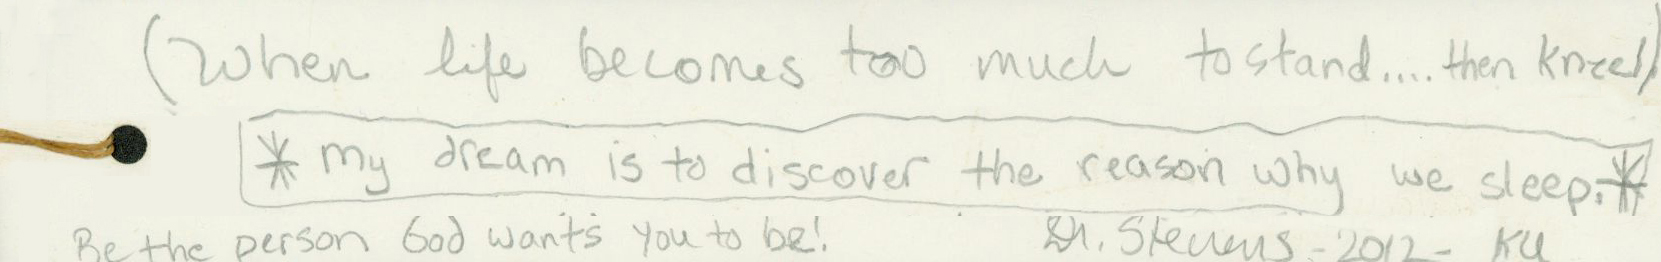 (When life becomes too much to stand.... then kneel)
* my dream is to discover the reason why we sleep. *
Be the person God wants you to be! Dr. Stevens - 2012 - KU